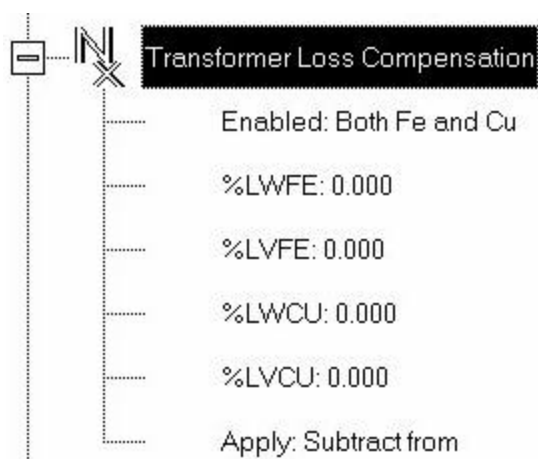 Transformer Loss Compensation
Enabled: Both Fe and Cu
%LWFE: 0.000
%LVFE: 0.000
%LWCU: 0.000
%LVCU: 0.000
Apply: Subtract from